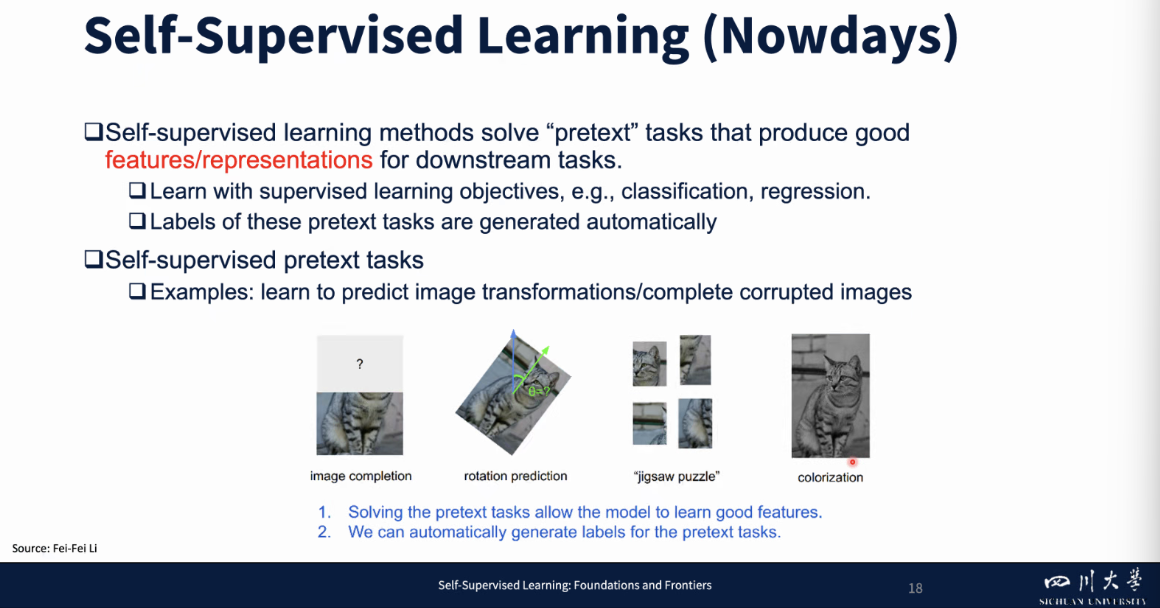 Self-Supervised Learning (Nowdays)
❑Self-supervised learning methods solve “pretext” tasks that produce good
features/representations for downstream tasks.
❑Learn with supervised learning objectives, e.g., classification, regression.
❑Labels of these pretext tasks are generated automatically
❑Self-supervised pretext tasks
❑Examples: learn to predict image transformations/complete corrupted images
?
θ=?
image completion
rotation prediction
“jigsaw puzzle”
colorization
1. Solving the pretext tasks allow the model to learn good features.
2. We can automatically generate labels for the pretext tasks.
Source: Fei-Fei Li
Self-Supervised Learning: Foundations and Frontiers
18
四川大學
SICHUAN UNIVERSITY